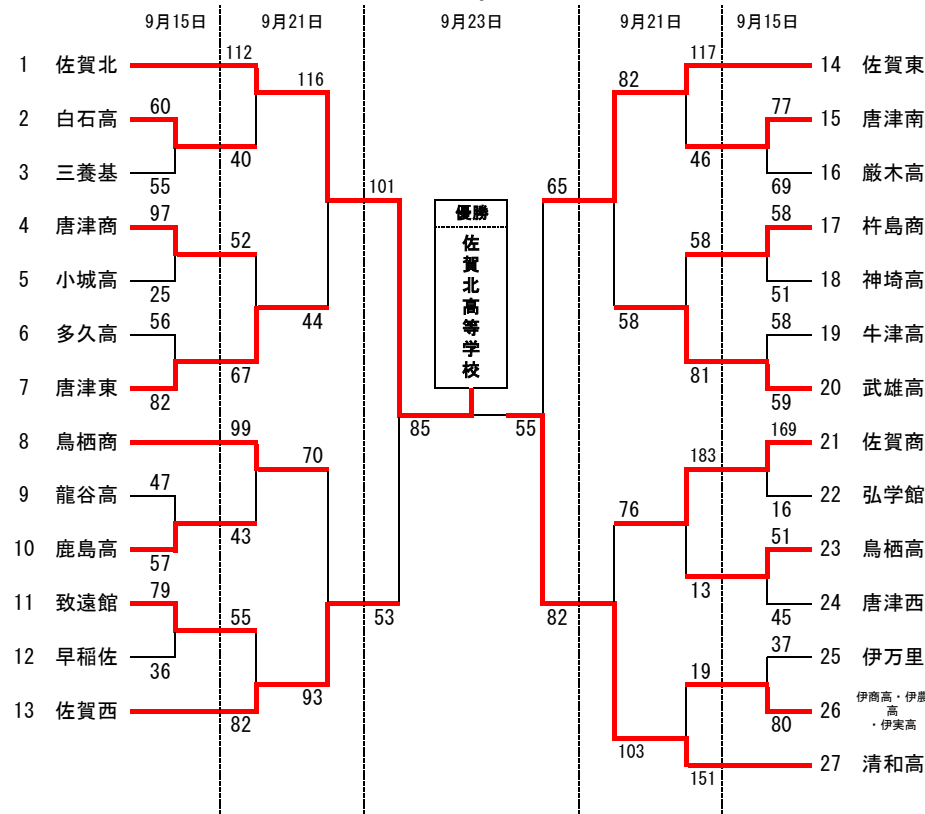 9月15日 9月21日 9月23日 9月21日 9月15日
112 117
1 佐賀北 116 82 14 佐賀東
60 77
2 白石高 15 唐津南
40 46
3 三養基 16 厳木高
55 101 65 69
97 優勝 58
4 唐津商 52 58 17 杵島商
佐賀北高等学校
5 小城高 18 神埼高
25 51
56 44 58 58
6 多久高 19 牛津高
67 81
7 唐津東 20 武雄高
82 59
99 85 55 169
8 鳥栖商 70 183 21 佐賀商
47
9 龍谷高 22 弘学館
43 76 16
10 鹿島高 51
57 23 鳥栖高
79 13
11 致遠館 55 53 82 24 唐津西
45
12 早稲佐 37
36 19 25 伊万里
93
13 佐賀西 26 伊商高・伊農
高
・伊実高
82 80
103
27 清和高
151